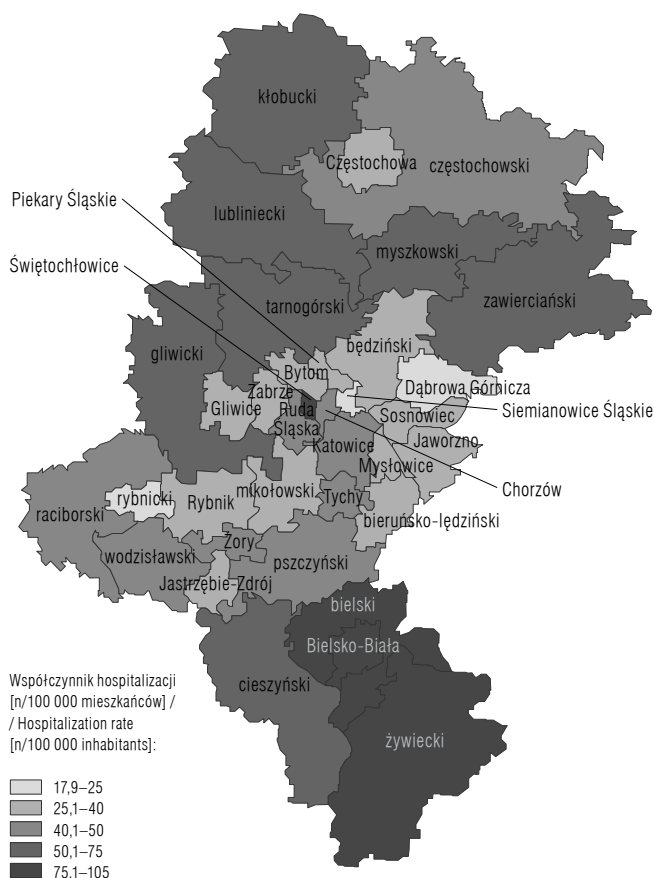 kłobucki
Częstochowa
częstochowski
Piekary Śląskie
lubliniecki
myszkowski
Świętochłowice
zawierciański
tarnogórski
gliwicki
będziński
Bytom
Dąbrowa Górnicza
Zabrze
Gliwice
Ruda
Śląska
Sosnowiec
Siemianowice Śląskie
Katowice
Jaworzno
Mysłowice
Chorzów
rybnicki
Rybnik
mikołowski
Tychy
raciborski
bieruńsko-lędziński
Żory
wodzisławski
pszczyński
Jastrzębie-Zdrój
bielski
Bielsko-Biała
cieszyński
żywiecki
Współczynnik hospitalizacji
[n/100 000 mieszkańców] /
/ Hospitalization rate
[n/100 000 inhabitants]:
17,9–25
25,1–40
40,1–50
50,1–75
75,1–105